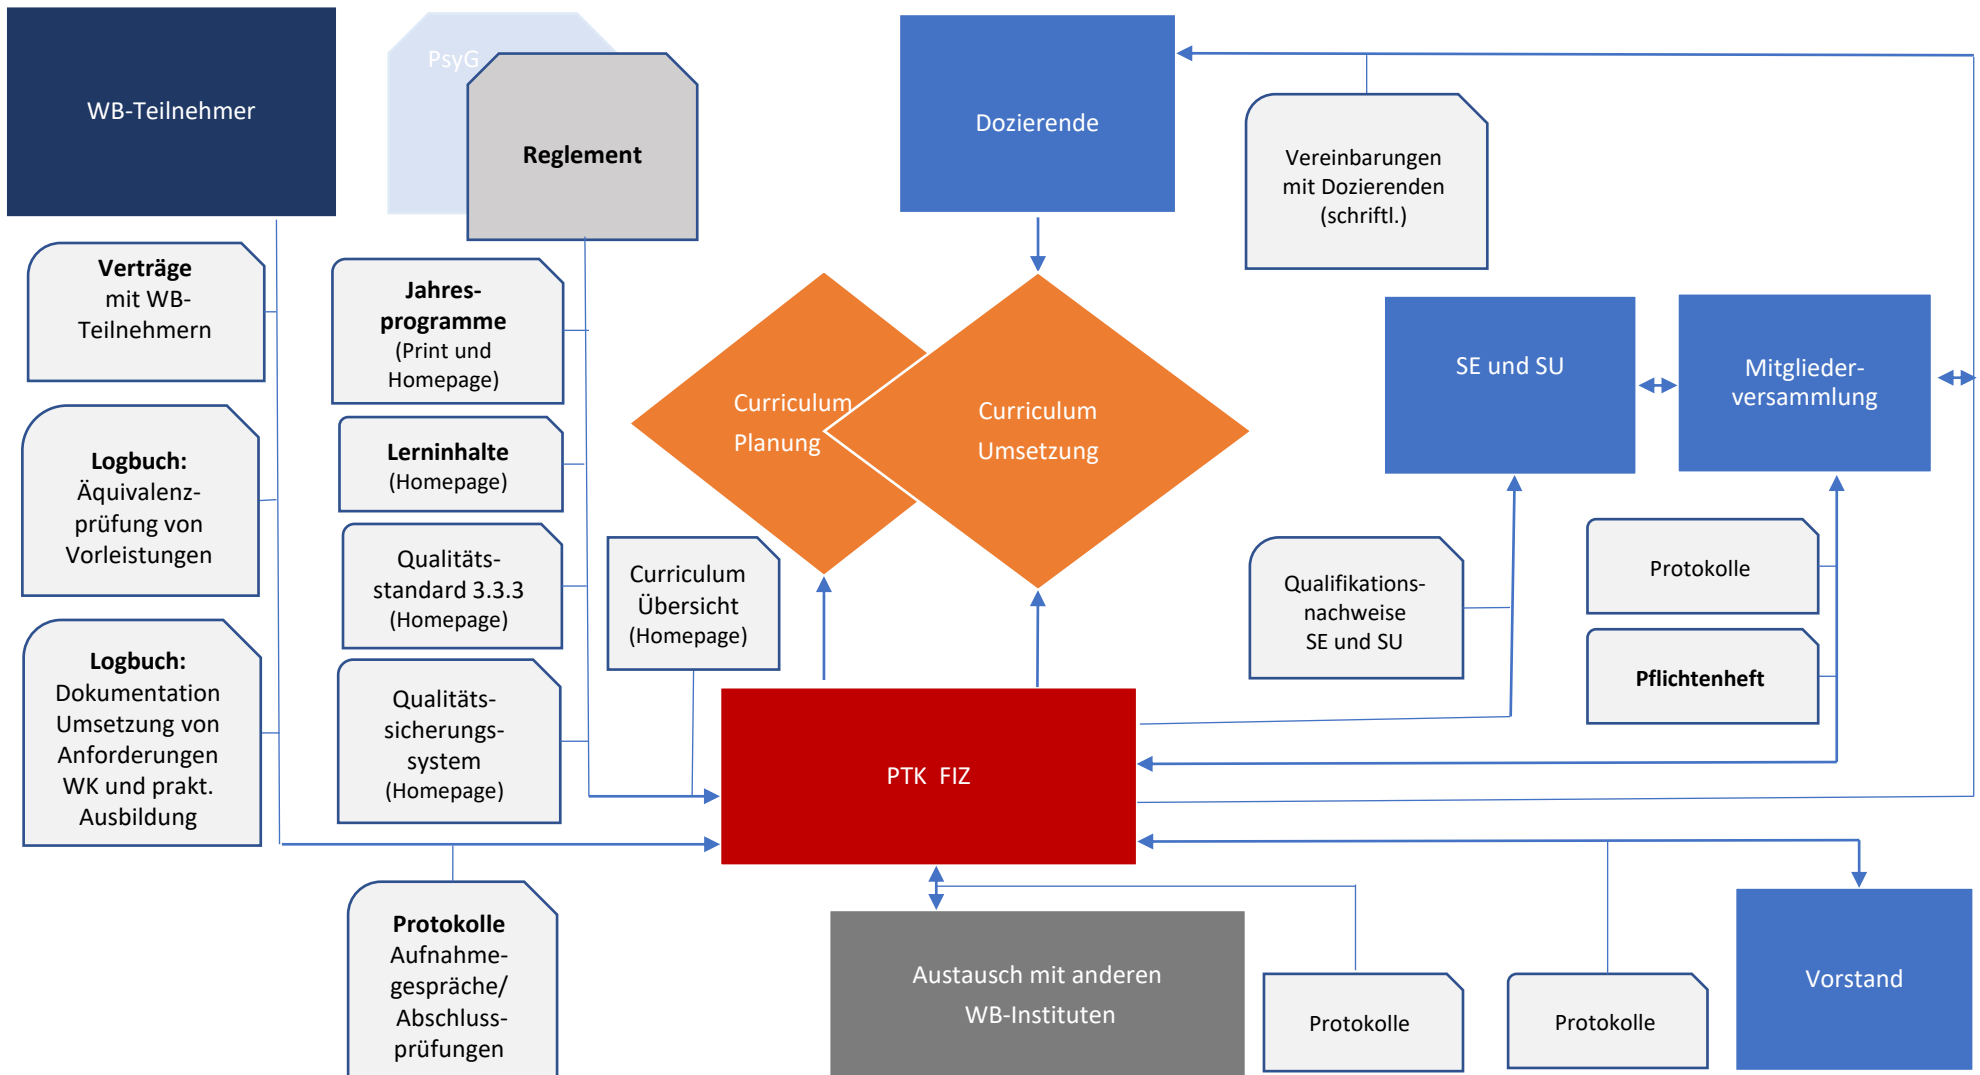 WB-Teilnehmer
PsyG
Reglement
Dozierende
Vereinbarungen
mit Dozierenden
(schriftl.)
Verträge
mit WB-
Teilnehmern
Jahres-
programme
(Print und
Homepage)
Curriculum
Planung
Curriculum
Umsetzung
SE und SU
Mitglieder-
versammlung
Logbuch:
Äquivalenz-
prüfung von
Vorleistungen
Lerninhalte
(Homepage)
Qualitäts-
standard 3.3.3
(Homepage)
Curriculum
Übersicht
(Homepage)
Qualifikations-
nachweise
SE und SU
Protokolle
Pflichtenheft
Logbuch:
Dokumentation
Umsetzung von
Anforderungen
WK und prakt.
Ausbildung
Qualitäts-
sicherungs-
system
(Homepage)
PTK FIZ
Protokolle
Aufnahme-
gespräche/
Abschluss-
prüfungen
Austausch mit anderen
WB-Instituten
Protokolle
Protokolle
Vorstand